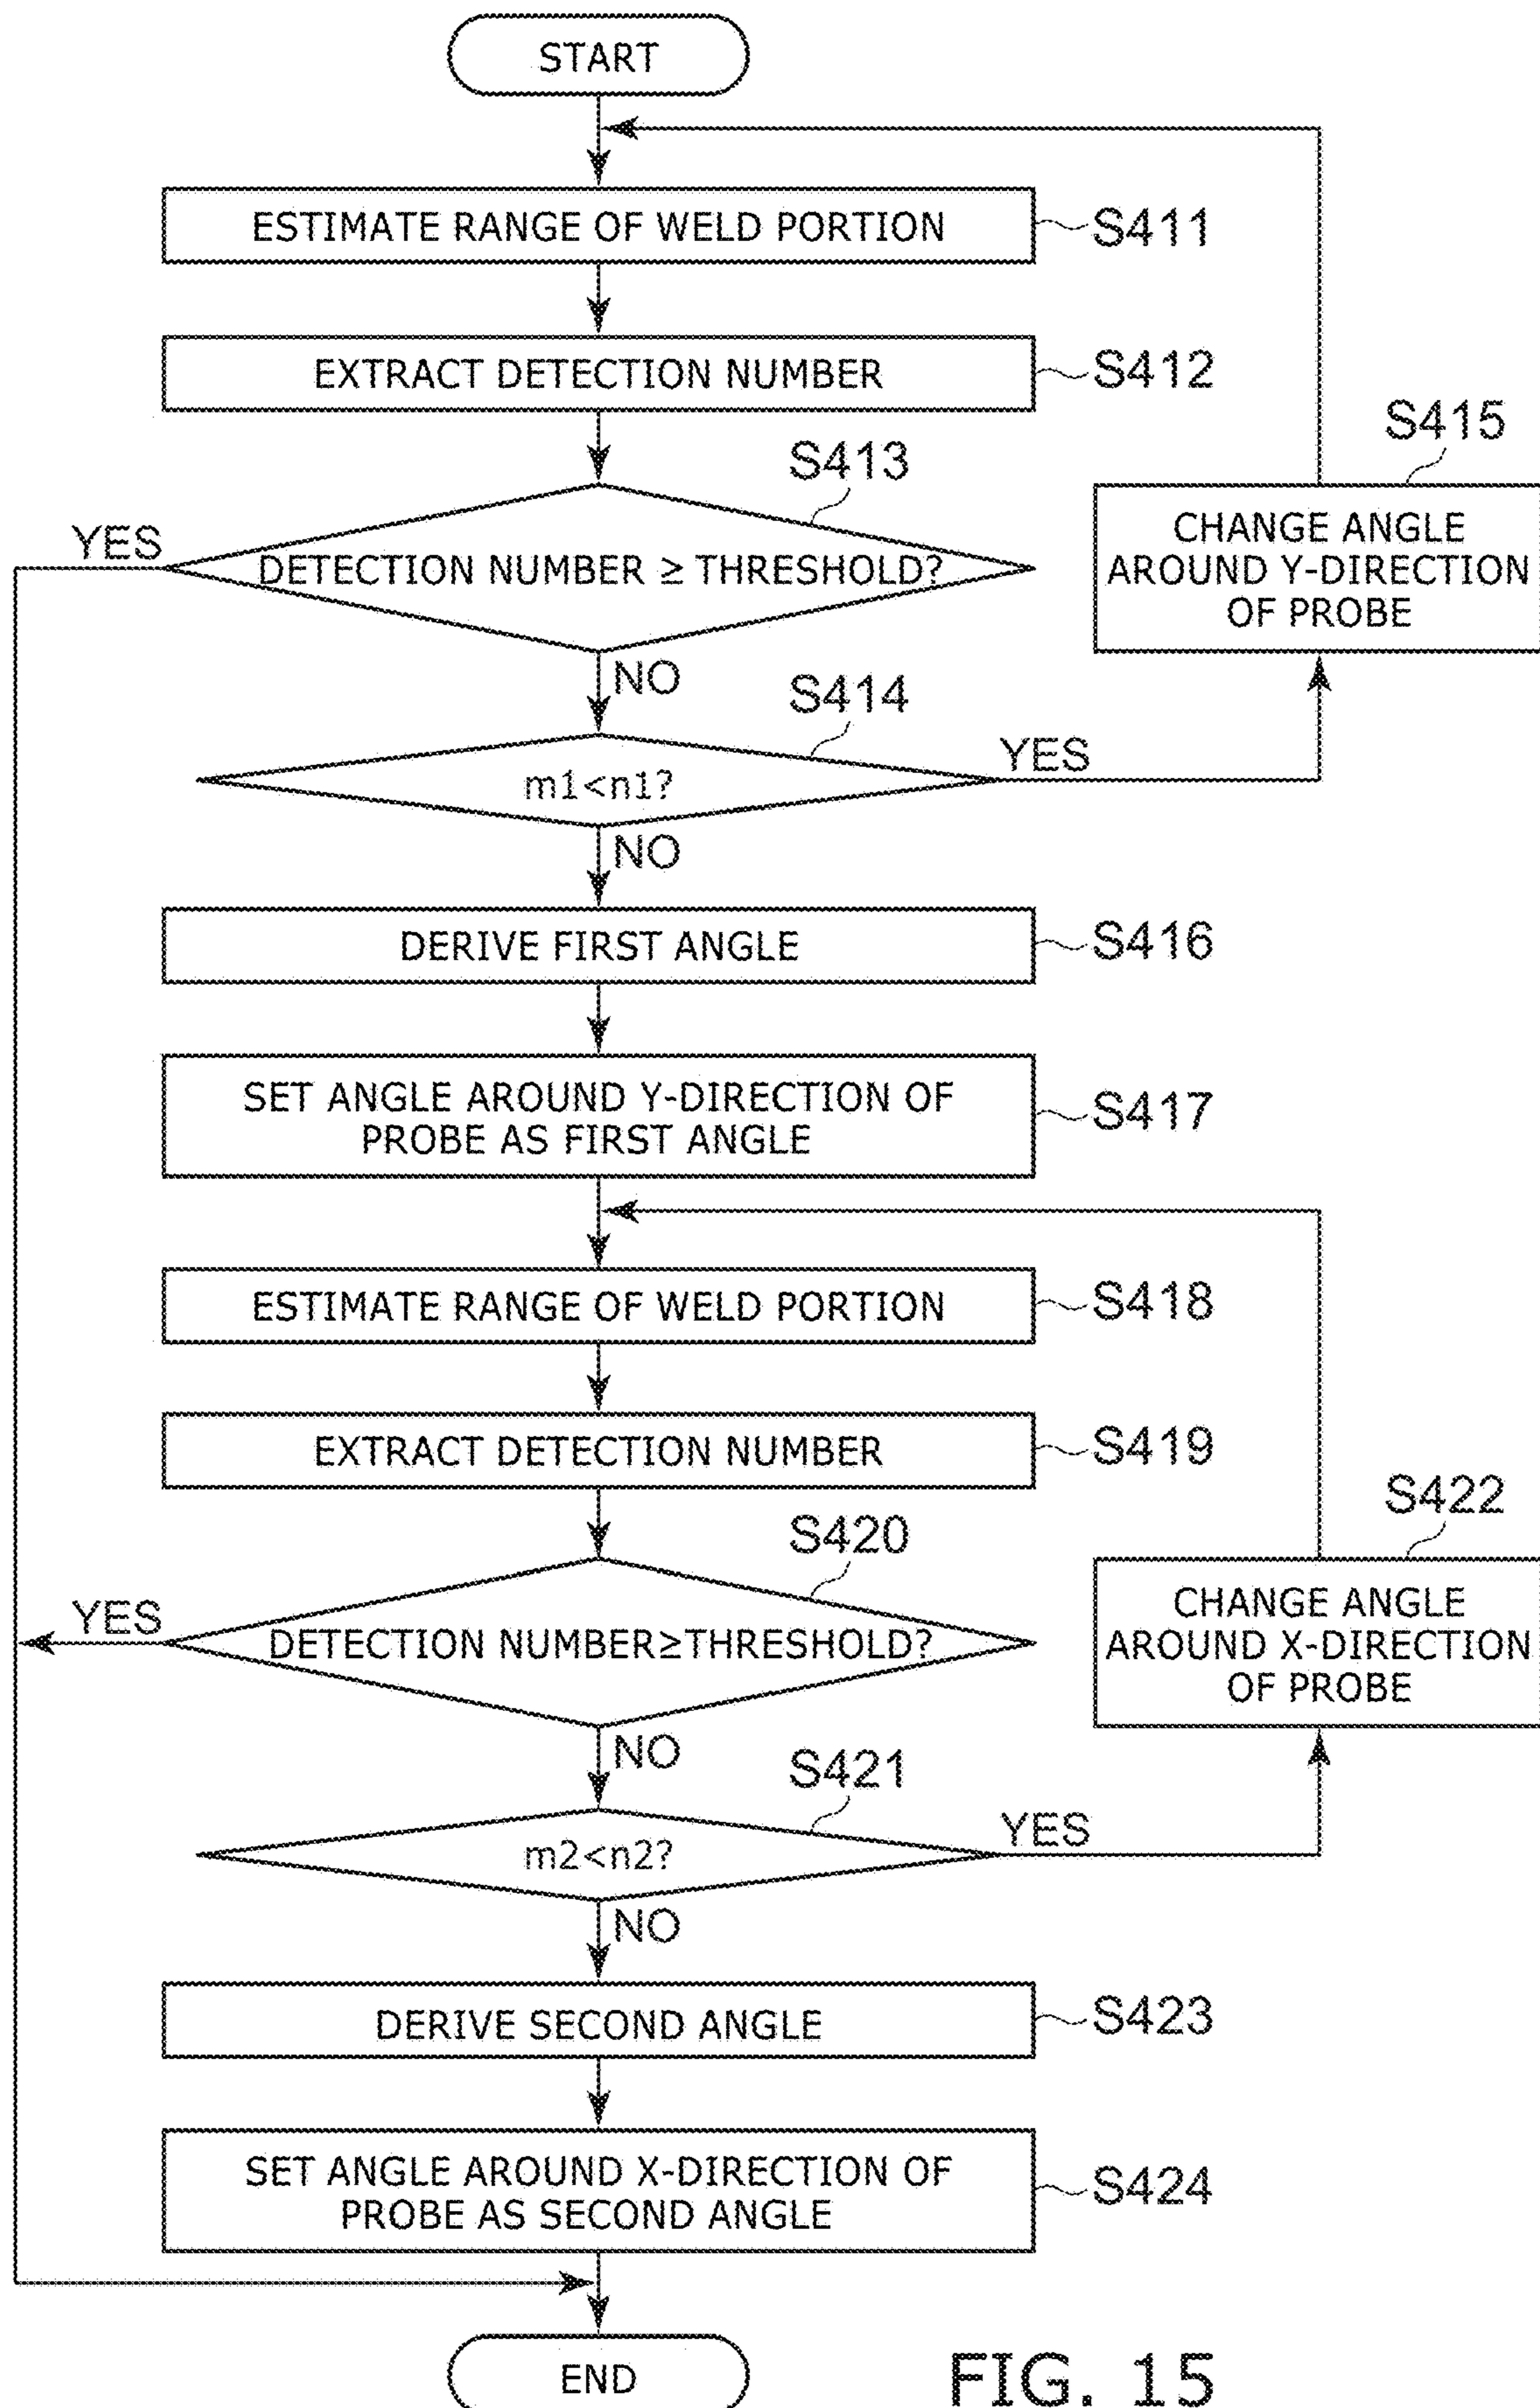 START
ESTIMATE RANGE OF WELD PORTION
S411
EXTRACT DETECTION NUMBER
S412
S413
YES
DETECTION NUMBER ≥ THRESHOLD?
S415
CHANGE ANGLE
AROUND Y-DIRECTION
OF PROBE
NO
S414
m1<n1?
YES
NO
DERIVE FIRST ANGLE
S416
SET ANGLE AROUND Y-DIRECTION OF
PROBE AS FIRST ANGLE
S417
ESTIMATE RANGE OF WELD PORTION
S418
EXTRACT DETECTION NUMBER
S419
S420
YES
DETECTION NUMBER≥THRESHOLD?
S422
CHANGE ANGLE
AROUND X-DIRECTION
OF PROBE
NO
S421
m2<n2?
YES
NO
DERIVE SECOND ANGLE
S423
SET ANGLE AROUND X-DIRECTION OF
PROBE AS SECOND ANGLE
S424
END
FIG. 15